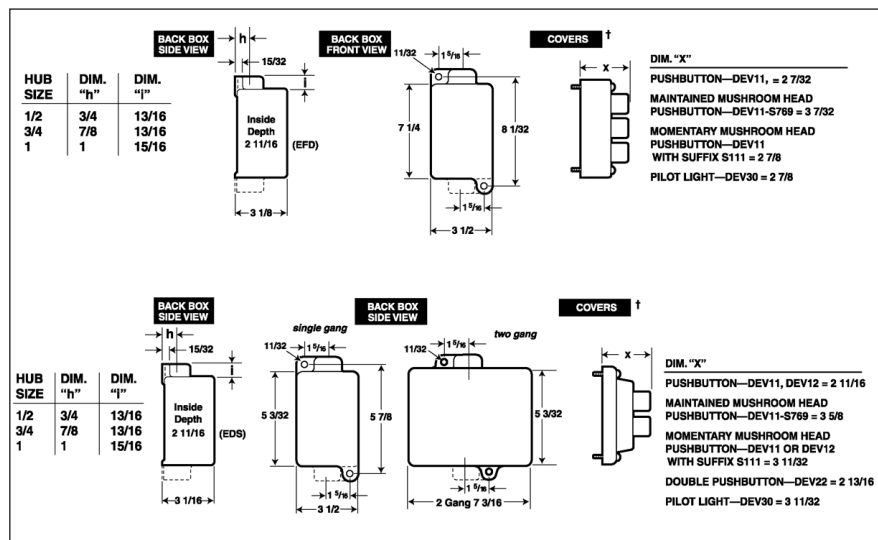 BACK BOX
SIDE VIEW
h
15/32
i
HUB SIZE DIM. “h” DIM. “i”
1/2 3/4 13/16
3/4 7/8 13/16
1 1 15/16
Inside
Depth
2 11/16
(EFD)
3 1/8
BACK BOX
FRONT VIEW
11/32
1 5/16
7 1/4
8 1/32
1 5/16
3 1/2
COVERS †
x
DIM. “X”
PUSHBUTTON—DEV11, = 2 7/32
MAINTAINED MUSHROOM HEAD
PUSHBUTTON—DEV11-S769 = 3 7/32
MOMENTARY MUSHROOM HEAD
PUSHBUTTON—DEV11
WITH SUFFIX S111 = 2 7/8
PILOT LIGHT—DEV30 = 2 7/8
BACK BOX
SIDE VIEW
h
15/32
i
HUB SIZE DIM. “h” DIM. “i”
1/2 3/4 13/16
3/4 7/8 13/16
1 1 15/16
Inside
Depth
2 11/16
(EDS)
3 1/16
BACK BOX
SIDE VIEW
single gang
11/32
1 5/16
5 3/32
5 7/8
1 5/16
3 1/2
two gang
11/32
1 5/16
5 3/32
1 5/16
2 Gang 7 3/16
COVERS †
x
DIM. “X”
PUSHBUTTON—DEV11, DEV12 = 2 11/16
MAINTAINED MUSHROOM HEAD
PUSHBUTTON—DEV11-S769 = 3 5/8
MOMENTARY MUSHROOM HEAD
PUSHBUTTON—DEV11 OR DEV12
WITH SUFFIX S111 = 3 11/32
DOUBLE PUSHBUTTON—DEV22 = 2 13/16
PILOT LIGHT—DEV30 = 3 11/32